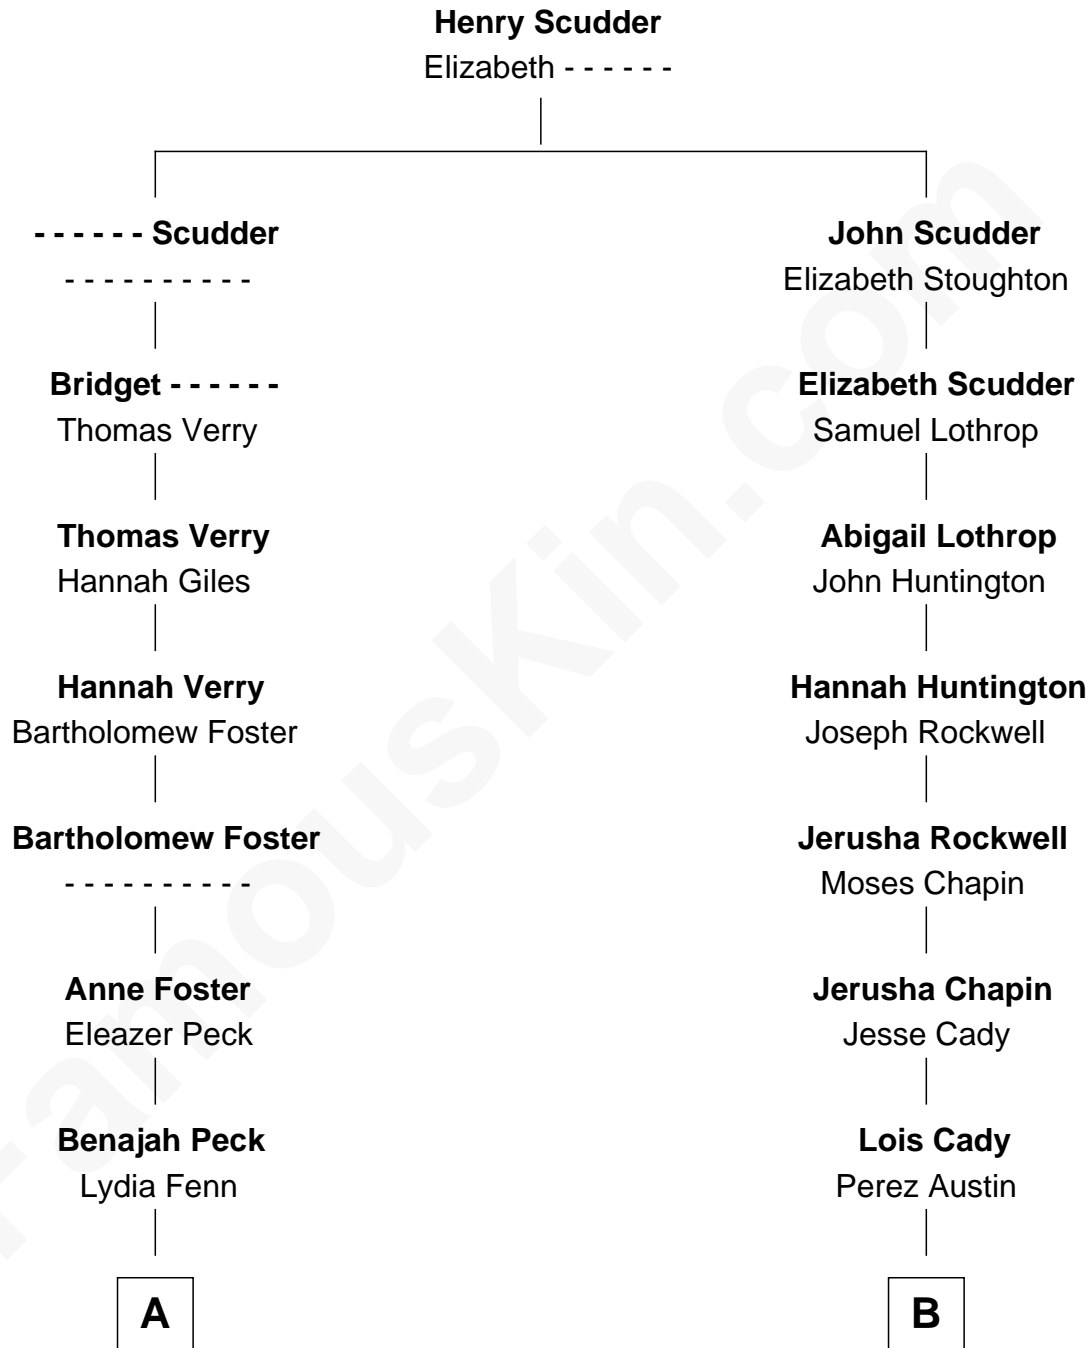 Henry Scudder
Elizabeth - - - - - -
- - - - - - Scudder
- - - - - - - - - -
John Scudder
Elizabeth Stoughton
Bridget - - - - - -
Thomas Verry
Elizabeth Scudder
Samuel Lothrop
Thomas Verry
Hannah Giles
Abigail Lothrop
John Huntington
Hannah Verry
Bartholomew Foster
Hannah Huntington
Joseph Rockwell
Bartholomew Foster
- - - - - - - - - -
Jerusha Rockwell
Moses Chapin
Anne Foster
Eleazer Peck
Jerusha Chapin
Jesse Cady
Benajah Peck
Lydia Fenn
Lois Cady
Perez Austin
A
B
FamousKin.com